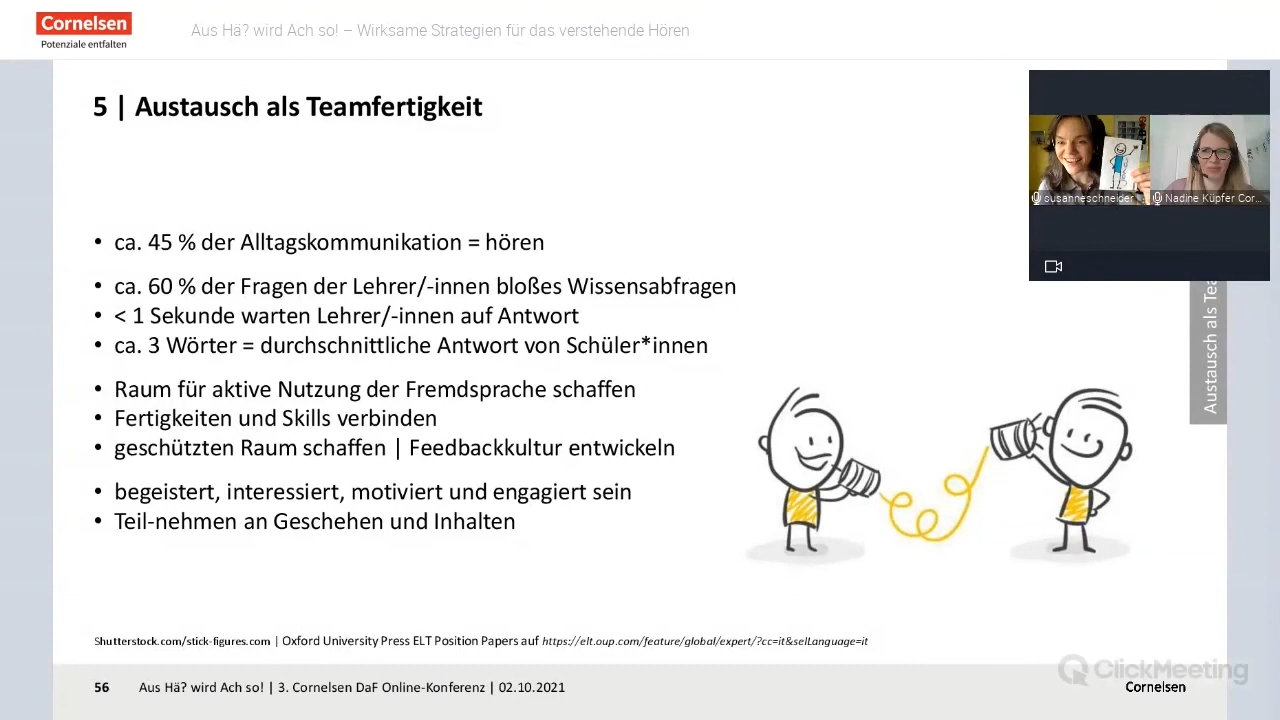 Cornelsen
Potenziale entfalten
Aus Hä? wird Ach so! – Wirksame Strategien für das verstehende Hören
5 | Austausch als Teamfertigkeit
susanneschneider
Nadine Küpfer Cor...
• ca. 45 % der Alltagskommunikation = hören
• ca. 60 % der Fragen der Lehrer/-innen bloßes Wissensabfragen
• < 1 Sekunde warten Lehrer/-innen auf Antwort
• ca. 3 Wörter = durchschnittliche Antwort von Schüler*innen
• Raum für aktive Nutzung der Fremdsprache schaffen
• Fertigkeiten und Skills verbinden
• geschützten Raum schaffen | Feedbackkultur entwickeln
• begeistert, interessiert, motiviert und engagiert sein
• Teil-nehmen an Geschehen und Inhalten
Austausch als Tea
Shutterstock.com/stick-figures.com | Oxford University Press ELT Position Papers auf https://elt.oup.com/feature/global/expert/?cc=it&selLanguage=it
56 Aus Hä? wird Ach so! | 3. Cornelsen DaF Online-Konferenz | 02.10.2021
ClickMeeting
Cornelsen